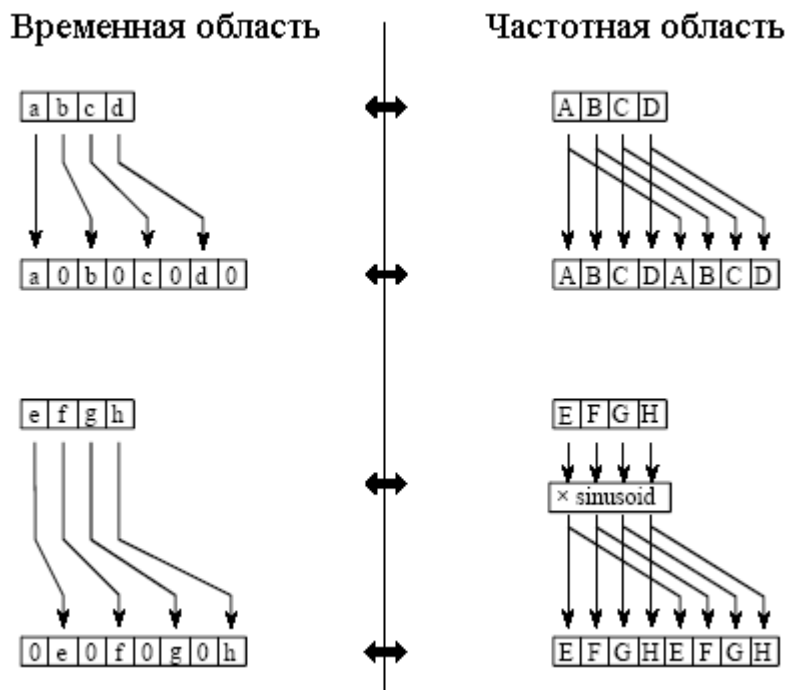 Временная область
Частотная область
a b c d
A B C D
a 0 b 0 c 0 d 0
A B C D A B C D
e f g h
E F G H
× sinusoid
0 e 0 f 0 g 0 h
E F G H E F G H